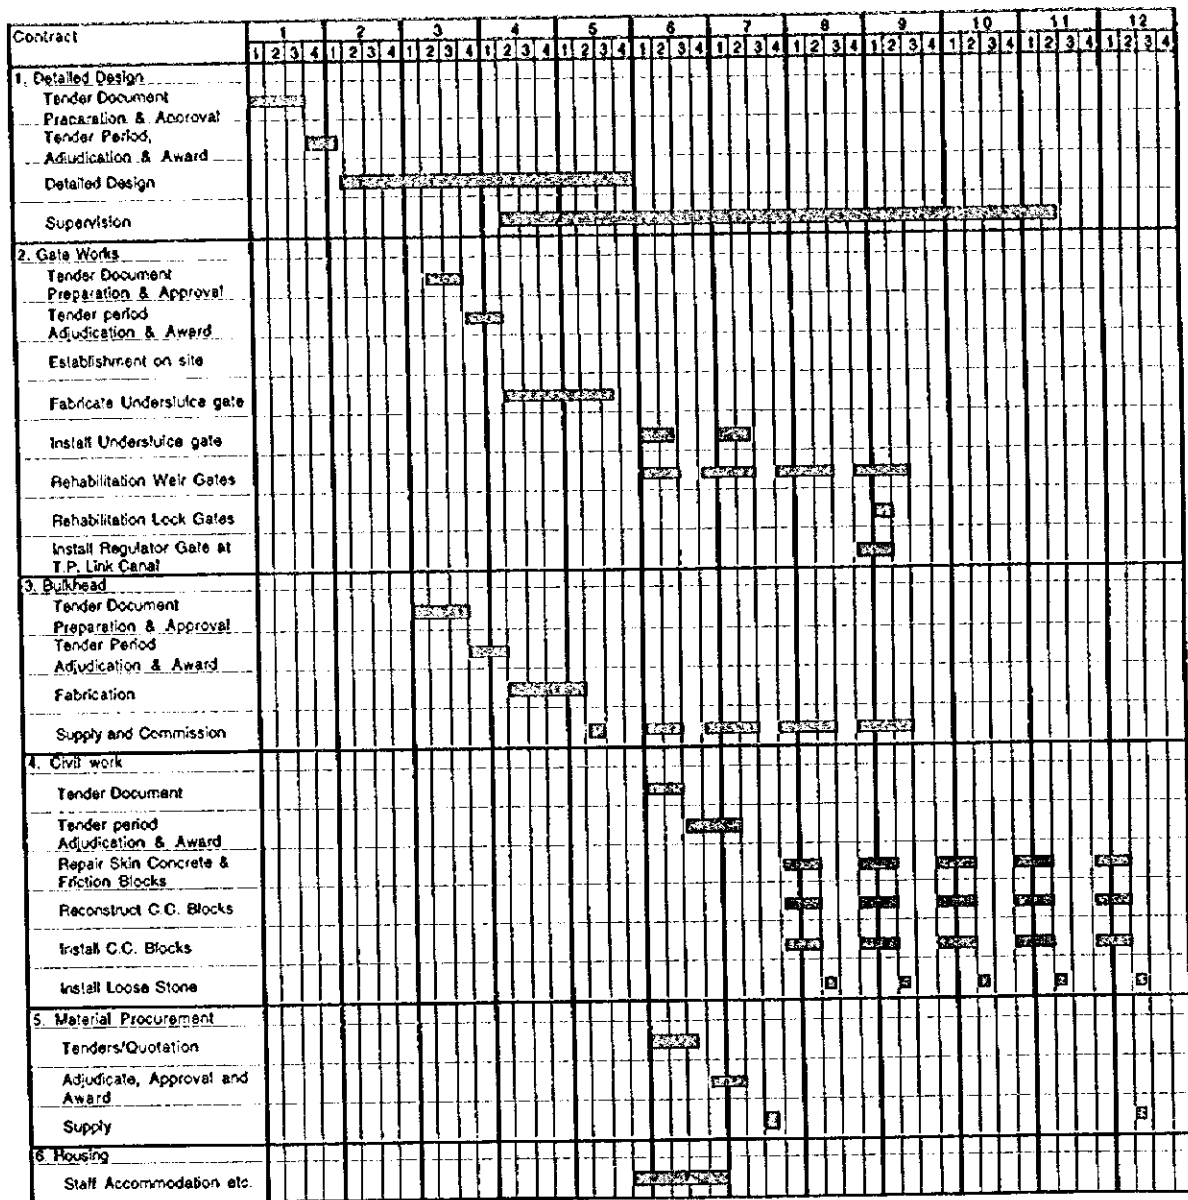 Contract 1 2 3 4 5 6 7 8 9 10 11 12
1 2 3 4 1 2 3 4 1 2 3 4 1 2 3 4 1 2 3 4 1 2 3 4 1 2 3 4 1 2 3 4 1 2 3 4 1 2 3 4 1 2 3 4 1 2 3 4
1. Detailed Design
Tender Document
Preparation & Approval
Tender Period,
Adjudication & Award
Detailed Design
Supervision
2. Gate Works
Tender Document
Preparation & Approval
Tender period
Adjudication & Award
Establishment on site
Fabricate Undersluice gate
Install Undersluice gate
Rehabilitation Weir Gates
Rehabilitation Lock Gates
Install Regulator Gate at
T.P. Link Canal
3. Bulkhead
Tender Document
Preparation & Approval
Tender Period
Adjudication & Award
Fabrication
Supply and Commission
4. Civil work
Tender Document
Tender period
Adjudication & Award
Repair Skin Concrete &
Friction Blocks
Reconstruct C.C. Blocks
Install C.C. Blocks
Install Loose Stone
5. Material Procurement
Tenders/Quotation
Adjudicate, Approval and
Award
Supply
6. Housing
Staff Accommodation etc.